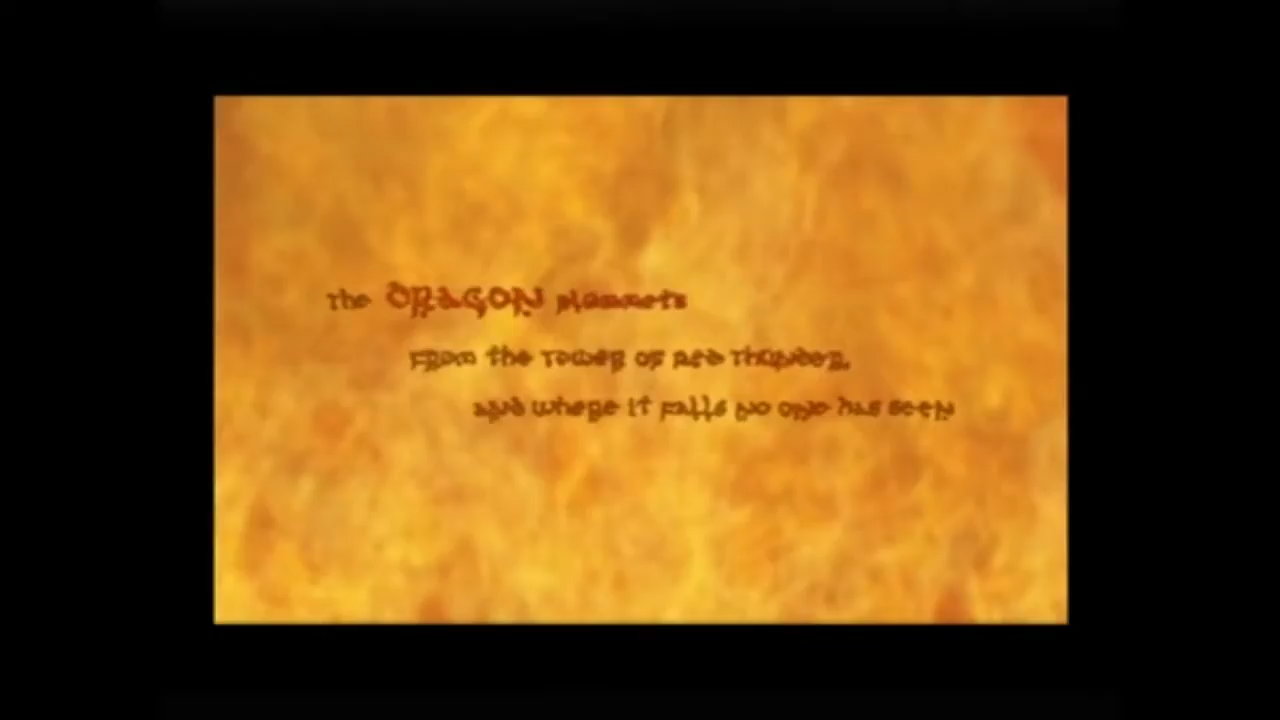 The DRAGON plummets
From the Tower of Red Thunder,
and where it falls no one has seen